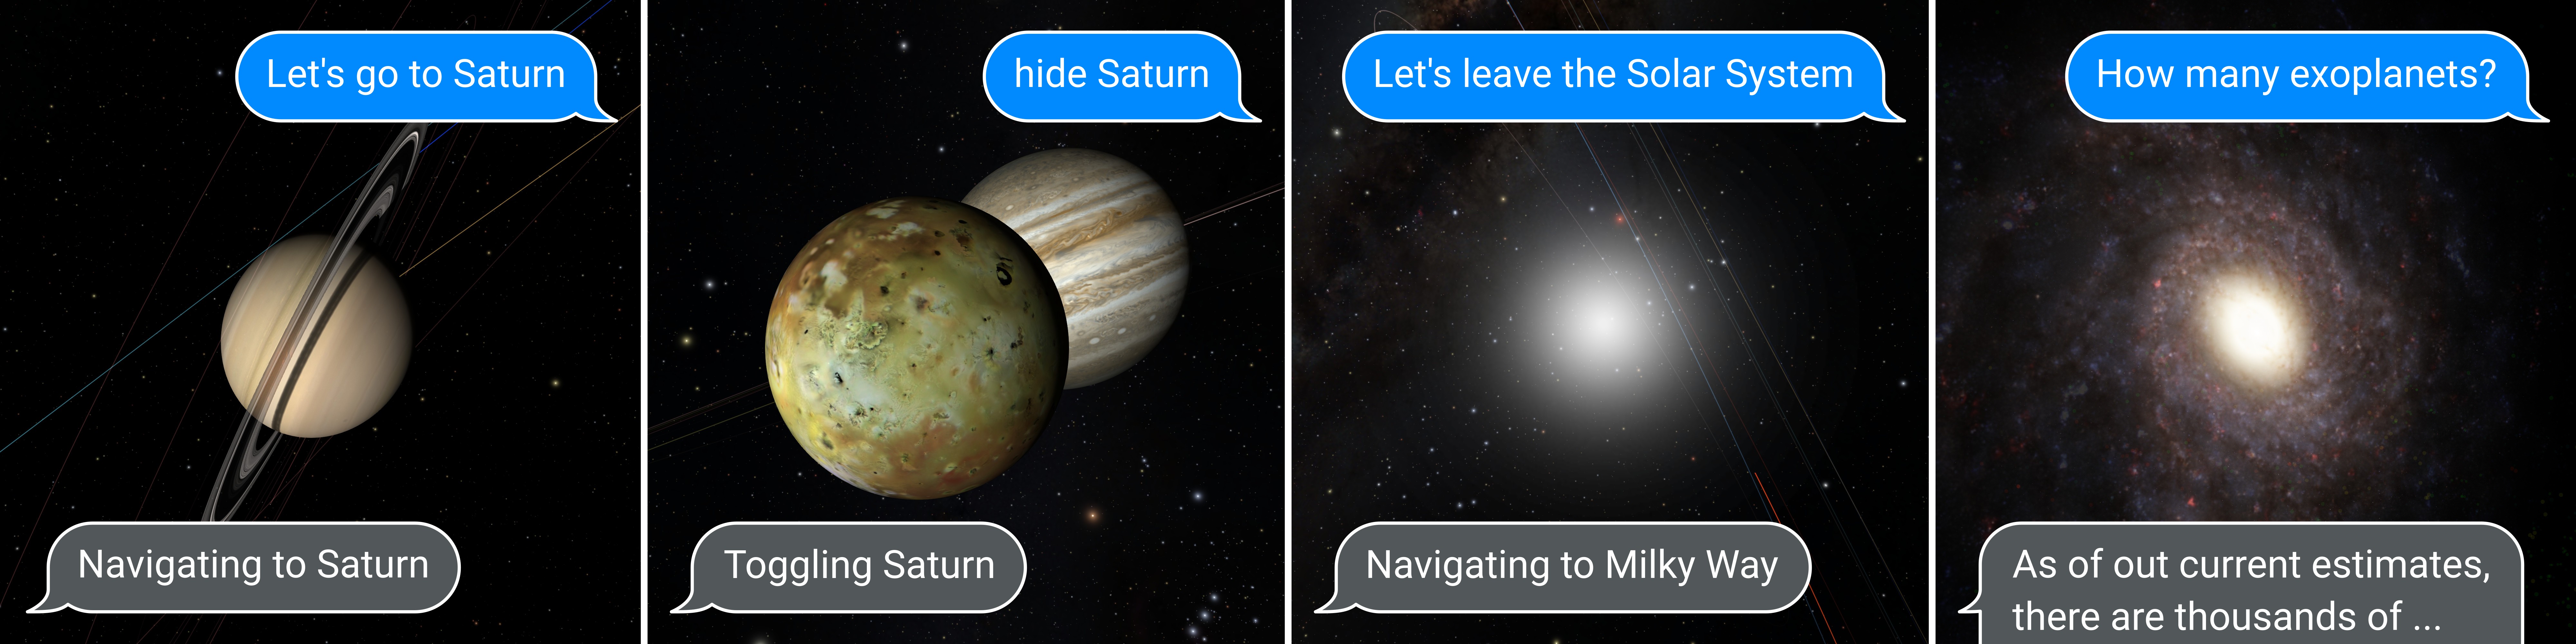 Let's go to Saturn
Navigating to Saturn
hide Saturn
Toggling Saturn
Let's leave the Solar System
Navigating to Milky Way
How many exoplanets?
As of out current estimates,
there are thousands of ...